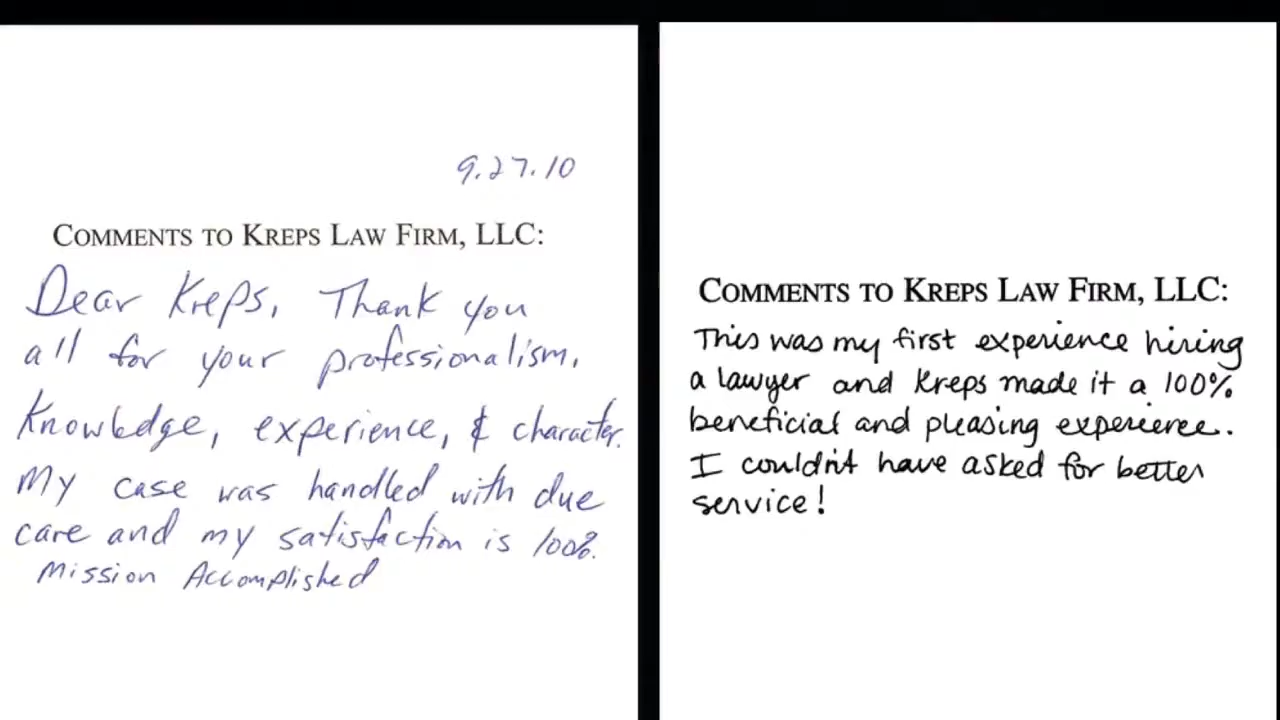 9.27.10
COMMENTS TO KREPS LAW FIRM, LLC:
Dear Kreps, Thank you
all for your professionalism,
Knowledge, experience, & character.
My case was handled with due
care and my satisfaction is 100%.
Mission Accomplished
COMMENTS TO KREPS LAW FIRM, LLC:
This was my first experience hiring
a lawyer and Kreps made it a 100%
beneficial and pleasing experience.
I couldn't have asked for better
service!